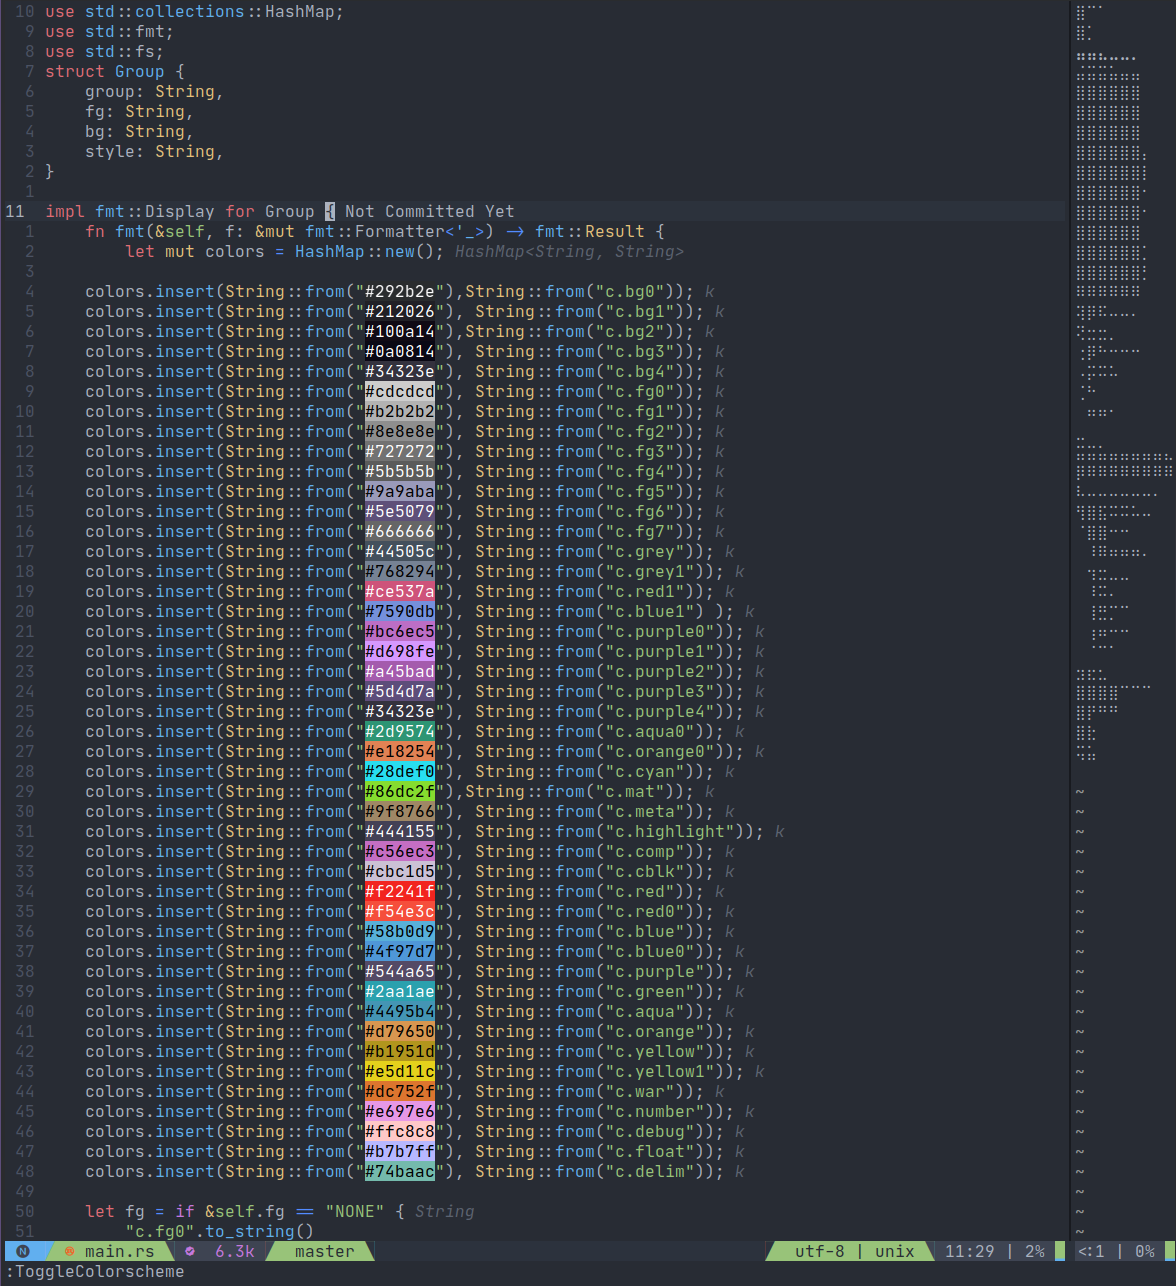 10 use std::collections::HashMap;
9 use std::fmt;
8 use std::fs;
7 struct Group {
6     group: String,
5     fg: String,
4     bg: String,
3     style: String,
2 }
1
11 impl fmt::Display for Group { Not Committed Yet
1     fn fmt(&self, f: &mut fmt::Formatter<'_>) -> fmt::Result {
2         let mut colors = HashMap::new(); HashMap<String, String>
3
4     colors.insert(String::from("#292b2e"),String::from("c.bg0")); k
5     colors.insert(String::from("#212026"), String::from("c.bg1")); k
6     colors.insert(String::from("#100a14"),String::from("c.bg2")); k
7     colors.insert(String::from("#0a0814"), String::from("c.bg3")); k
8     colors.insert(String::from("#34323e"), String::from("c.bg4")); k
9     colors.insert(String::from("#cdcdcd"), String::from("c.fg0")); k
10     colors.insert(String::from("#b2b2b2"), String::from("c.fg1")); k
11     colors.insert(String::from("#8e8e8e"), String::from("c.fg2")); k
12     colors.insert(String::from("#727272"), String::from("c.fg3")); k
13     colors.insert(String::from("#5b5b5b"), String::from("c.fg4")); k
14     colors.insert(String::from("#9a9aba"), String::from("c.fg5")); k
15     colors.insert(String::from("#5e5079"), String::from("c.fg6")); k
16     colors.insert(String::from("#666666"), String::from("c.fg7")); k
17     colors.insert(String::from("#44505c"), String::from("c.grey")); k
18     colors.insert(String::from("#768294"), String::from("c.grey1")); k
19     colors.insert(String::from("#ce537a"), String::from("c.red1")); k
20     colors.insert(String::from("#7590db"), String::from("c.blue1") ); k
21     colors.insert(String::from("#bc6ec5"), String::from("c.purple0")); k
22     colors.insert(String::from("#d698fe"), String::from("c.purple1")); k
23     colors.insert(String::from("#a45bad"), String::from("c.purple2")); k
24     colors.insert(String::from("#5d4d7a"), String::from("c.purple3")); k
25     colors.insert(String::from("#34323e"), String::from("c.purple4")); k
26     colors.insert(String::from("#2d9574"), String::from("c.aqua0")); k
27     colors.insert(String::from("#e18254"), String::from("c.orange0")); k
28     colors.insert(String::from("#28def0"), String::from("c.cyan")); k
29     colors.insert(String::from("#86dc2f"),String::from("c.mat")); k
30     colors.insert(String::from("#9f8766"), String::from("c.meta")); k
31     colors.insert(String::from("#444155"), String::from("c.highlight")); k
32     colors.insert(String::from("#c56ec3"), String::from("c.comp")); k
33     colors.insert(String::from("#cbc1d5"), String::from("c.cblk")); k
34     colors.insert(String::from("#f2241f"), String::from("c.red")); k
35     colors.insert(String::from("#f54e3c"), String::from("c.red0")); k
36     colors.insert(String::from("#58b0d9"), String::from("c.blue")); k
37     colors.insert(String::from("#4f97d7"), String::from("c.blue0")); k
38     colors.insert(String::from("#544a65"), String::from("c.purple")); k
39     colors.insert(String::from("#2aa1ae"), String::from("c.green")); k
40     colors.insert(String::from("#4495b4"), String::from("c.aqua")); k
41     colors.insert(String::from("#d79650"), String::from("c.orange")); k
42     colors.insert(String::from("#b1951d"), String::from("c.yellow")); k
43     colors.insert(String::from("#e5d11c"), String::from("c.yellow1")); k
44     colors.insert(String::from("#dc752f"), String::from("c.war")); k
45     colors.insert(String::from("#e697e6"), String::from("c.number")); k
46     colors.insert(String::from("#ffc8c8"), String::from("c.debug")); k
47     colors.insert(String::from("#b7b7ff"), String::from("c.float")); k
48     colors.insert(String::from("#74baac"), String::from("c.delim")); k
49
50     let fg = if &self.fg == "NONE" { String
51         "c.fg0".to_string()
N main.rs 6.3k master utf-8 | unix 11:29 | 2% <:1 | 0%
:ToggleColorscheme